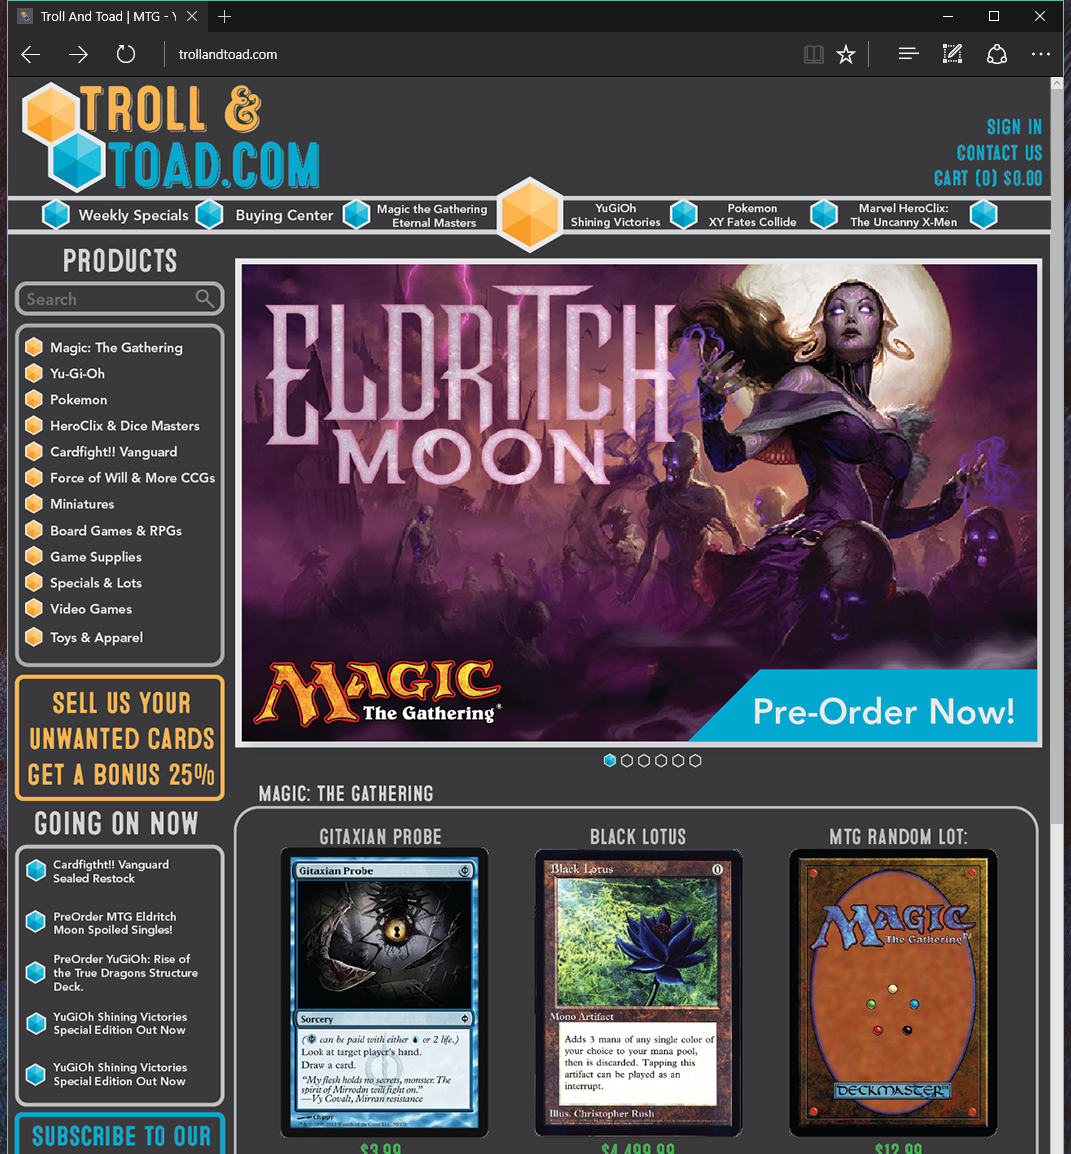 Troll And Toad | MTG - Y
trollandtoad.com
TROLL &
TOAD.COM
SIGN IN
CONTACT US
CART (0) $0.00
Weekly Specials
Buying Center
Magic the Gathering
Eternal Masters
YuGiOh
Shining Victories
Pokemon
XY Fates Collide
Marvel HeroClix:
The Uncanny X-Men
PRODUCTS
Search
Magic: The Gathering
Yu-Gi-Oh
Pokemon
HeroClix & Dice Masters
Cardfight!! Vanguard
Force of Will & More CCGs
Miniatures
Board Games & RPGs
Game Supplies
Specials & Lots
Video Games
Toys & Apparel
SELL US YOUR
UNWANTED CARDS
GET A BONUS 25%
GOING ON NOW
Cardfigtht!! Vanguard
Sealed Restock
PreOrder MTG Eldritch
Moon Spoiled Singles!
PreOrder YuGiOh: Rise of
the True Dragons Structure
Deck.
YuGiOh Shining Victories
Special Edition Out Now
YuGiOh Shining Victories
Special Edition Out Now
SUBSCRIBE TO OUR
ELDRITCH
MOON
MAGIC
The Gathering®
Pre-Order Now!
MAGIC: THE GATHERING
GITAXIAN PROBE
Gitaxian Probe
Sorcery
( can be paid with either or 2 life.)
Look at target player's hand.
Draw a card.
"My flesh holds no secrets, monster. The
spirit of Mirrodin will fight on."
—Vy Covalt, Mirran resistance
Chippy
$3.99
BLACK LOTUS
Black Lotus
0
Mono Artifact
Adds 3 mana of any single color of
your choice to your mana pool,
then is discarded. Tapping this
artifact can be played as an
interrupt.
Illus. Christopher Rush
$4,499.99
MTG RANDOM LOT:
MAGIC
The Gathering™
DECKMASTER™
$12.99